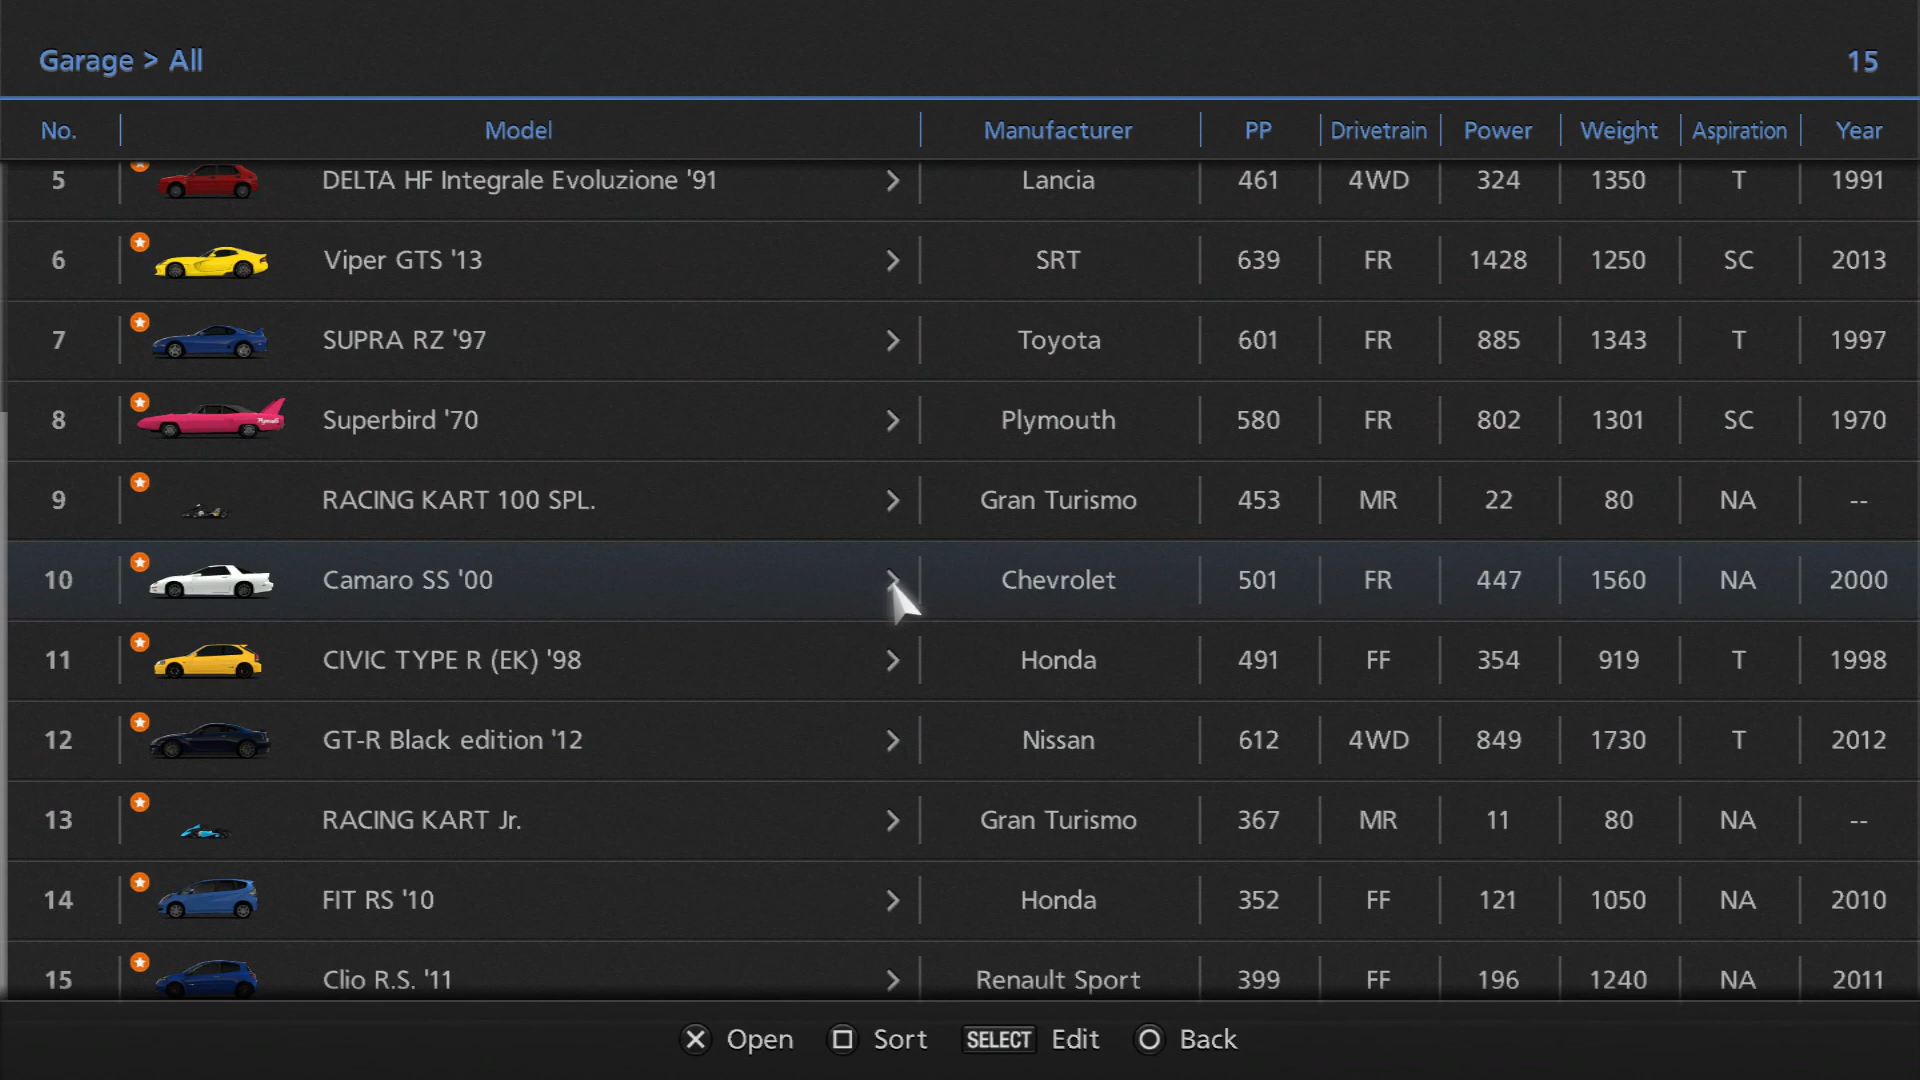 Garage > All 15
No. Model Manufacturer PP Drivetrain Power Weight Aspiration Year
5 DELTA HF Integrale Evoluzione '91 Lancia 461 4WD 324 1350 T 1991
6 Viper GTS '13 SRT 639 FR 1428 1250 SC 2013
7 SUPRA RZ '97 Toyota 601 FR 885 1343 T 1997
8 Superbird '70 Plymouth 580 FR 802 1301 SC 1970
9 RACING KART 100 SPL. Gran Turismo 453 MR 22 80 NA --
10 Camaro SS '00 Chevrolet 501 FR 447 1560 NA 2000
11 CIVIC TYPE R (EK) '98 Honda 491 FF 354 919 T 1998
12 GT-R Black edition '12 Nissan 612 4WD 849 1730 T 2012
13 RACING KART Jr. Gran Turismo 367 MR 11 80 NA --
14 FIT RS '10 Honda 352 FF 121 1050 NA 2010
15 Clio R.S. '11 Renault Sport 399 FF 196 1240 NA 2011
Open Sort SELECT Edit Back